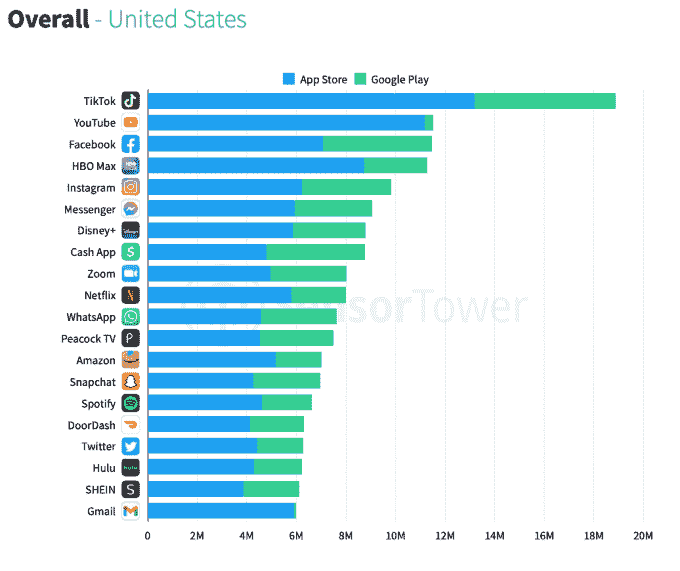 Overall - United States
App Store Google Play
TikTok
YouTube
Facebook
HBO Max
Instagram
Messenger
Disney+
Cash App
Zoom
Netflix
WhatsApp
Peacock TV
Amazon
Snapchat
Spotify
DoorDash
Twitter
Hulu
SHEIN
Gmail
0 2M 4M 6M 8M 10M 12M 14M 16M 18M 20M